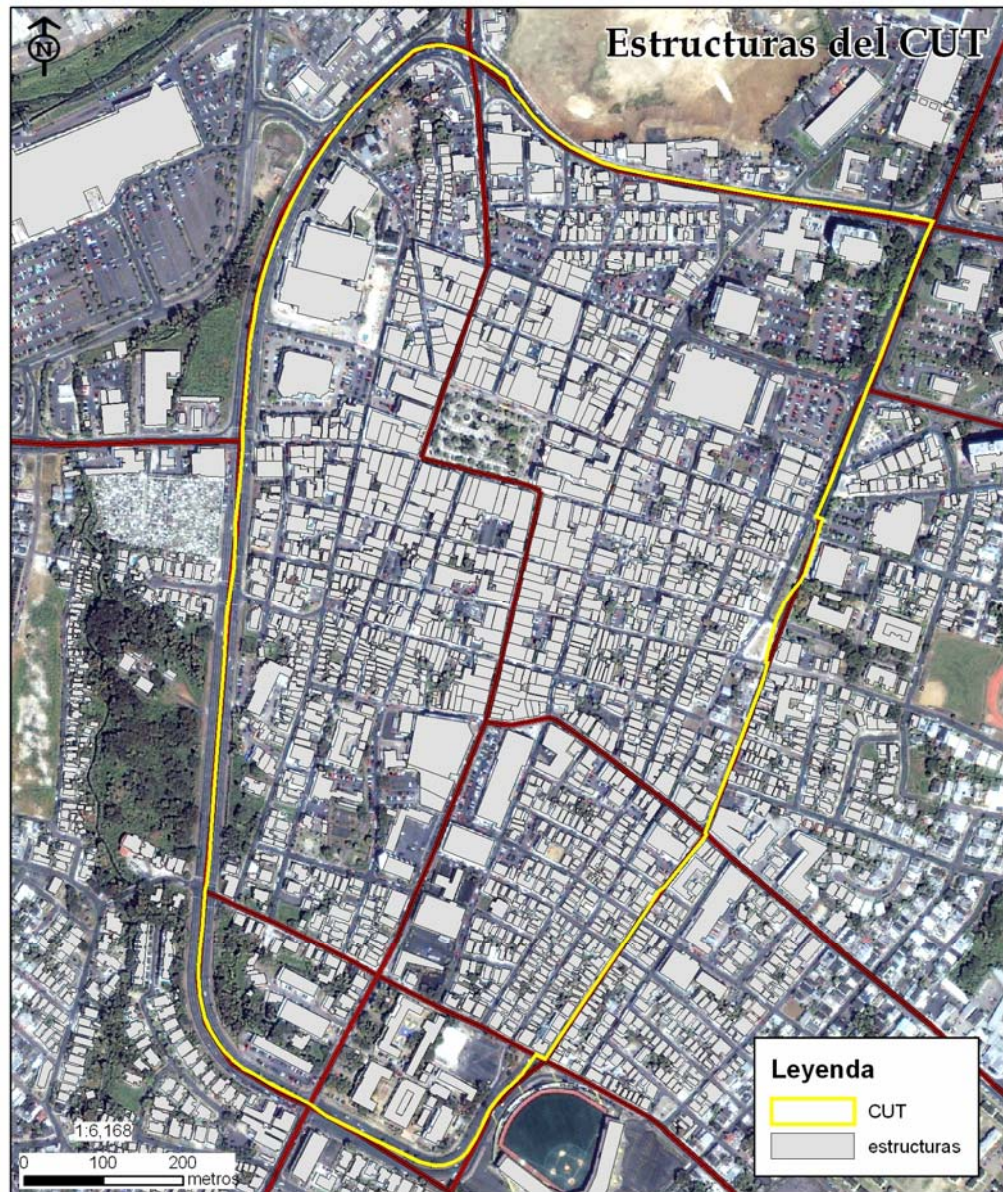 N
Estructuras del CUT
Leyenda
CUT
estructuras
1:6,168
0 100 200
metros